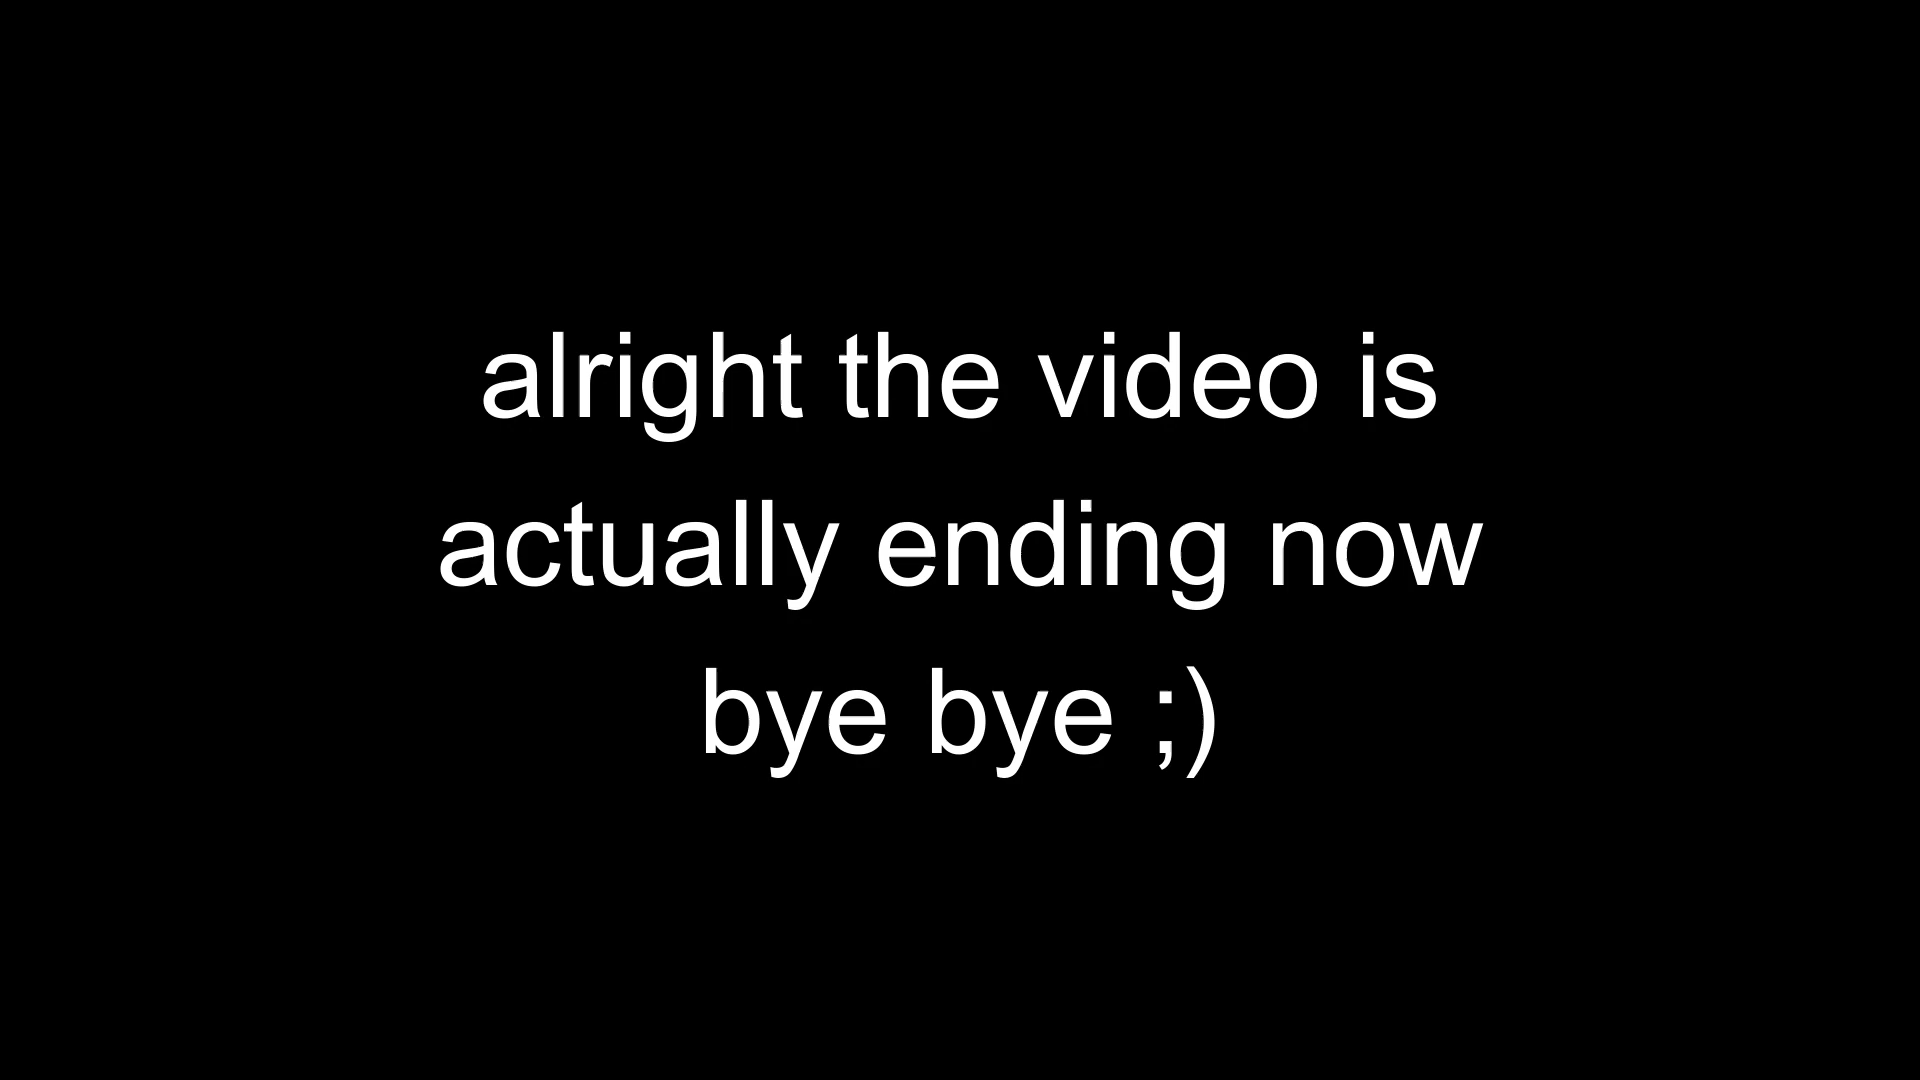 alright the video is
actually ending now
bye bye ;)